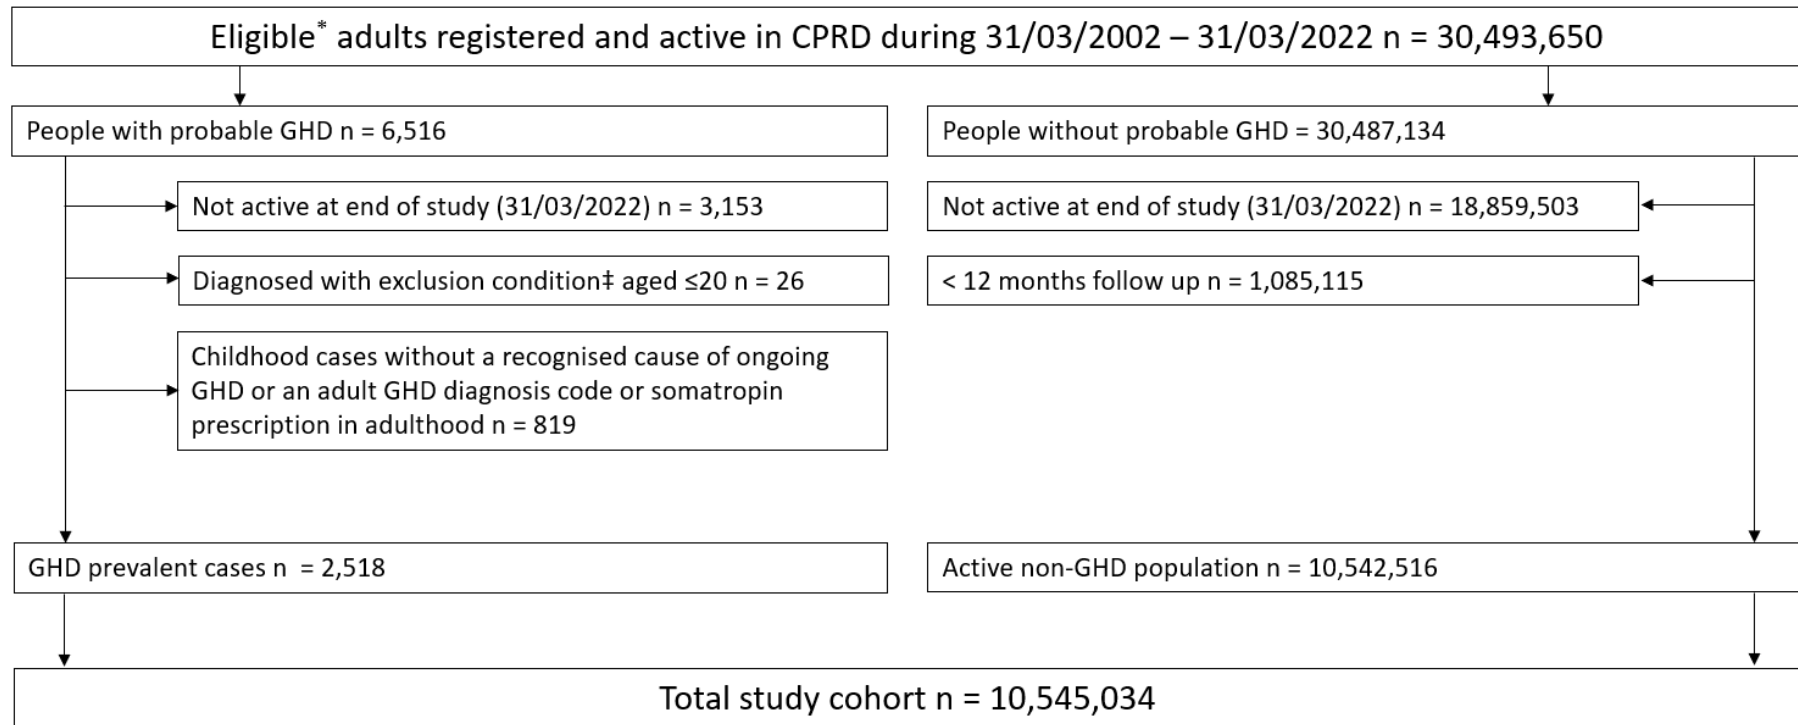 Eligible* adults registered and active in CPRD during 31/03/2002 – 31/03/2022 n = 30,493,650
People with probable GHD n = 6,516
People without probable GHD = 30,487,134
Not active at end of study (31/03/2022) n = 3,153
Not active at end of study (31/03/2022) n = 18,859,503
Diagnosed with exclusion condition‡ aged ≤20 n = 26
< 12 months follow up n = 1,085,115
Childhood cases without a recognised cause of ongoing
GHD or an adult GHD diagnosis code or somatropin
prescription in adulthood n = 819
GHD prevalent cases n = 2,518
Active non-GHD population n = 10,542,516
Total study cohort n = 10,545,034